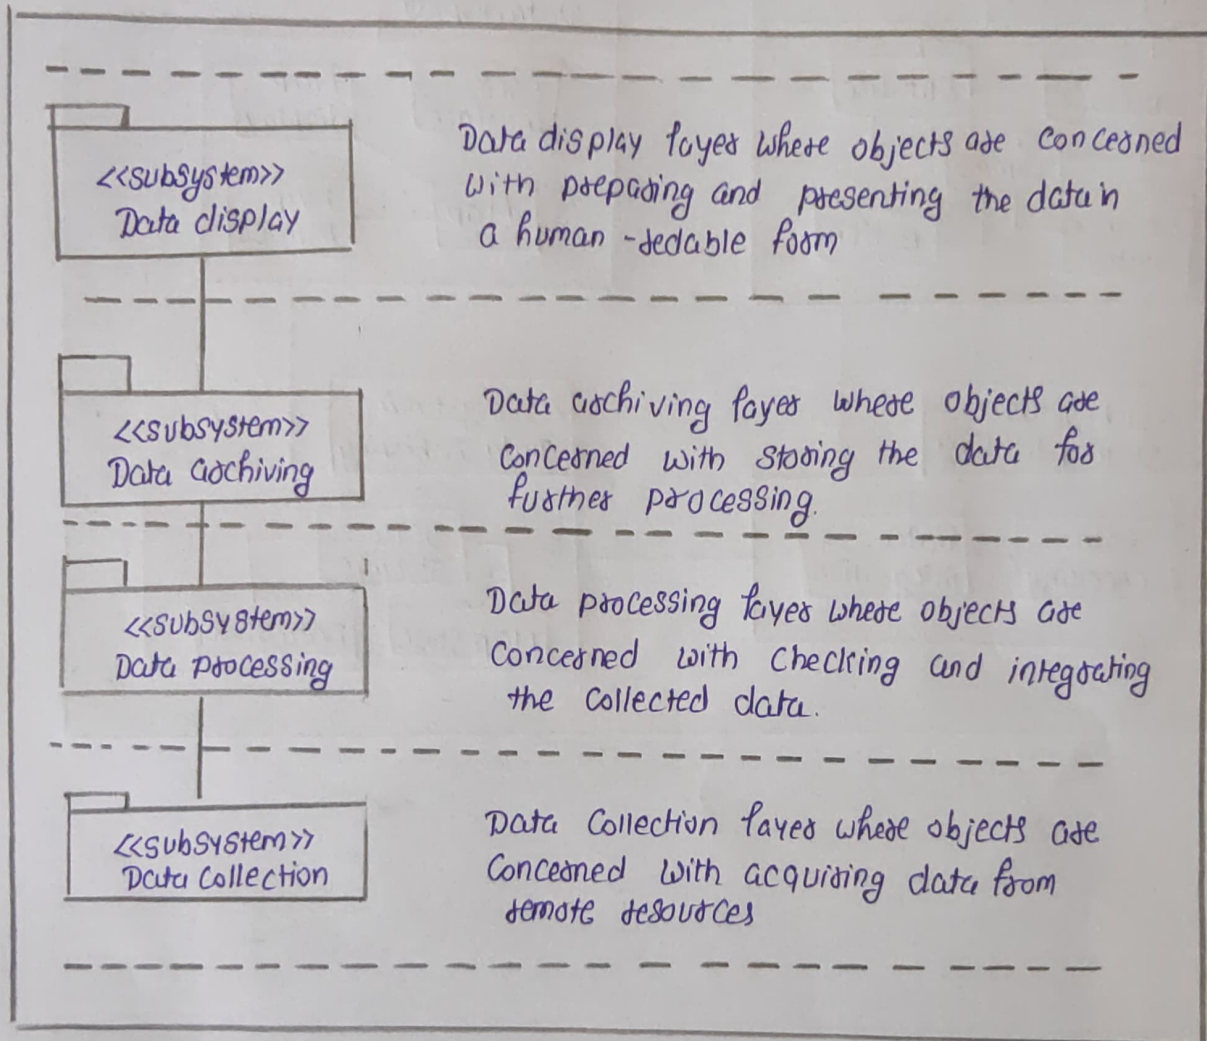 <<subsystem>>
Data display
Data display layer where objects are concerned
with preparing and presenting the data in
a human-redable form
<<subsystem>>
Data archiving
Data archiving layer where objects are
concerned with storing the data for
further processing.
<<subsystem>>
Data processing
Data processing layer where objects are
concerned with checking and integrating
the collected data.
<<subsystem>>
Data collection
Data collection layer where objects are
concerned with acquiring data from
remote resources